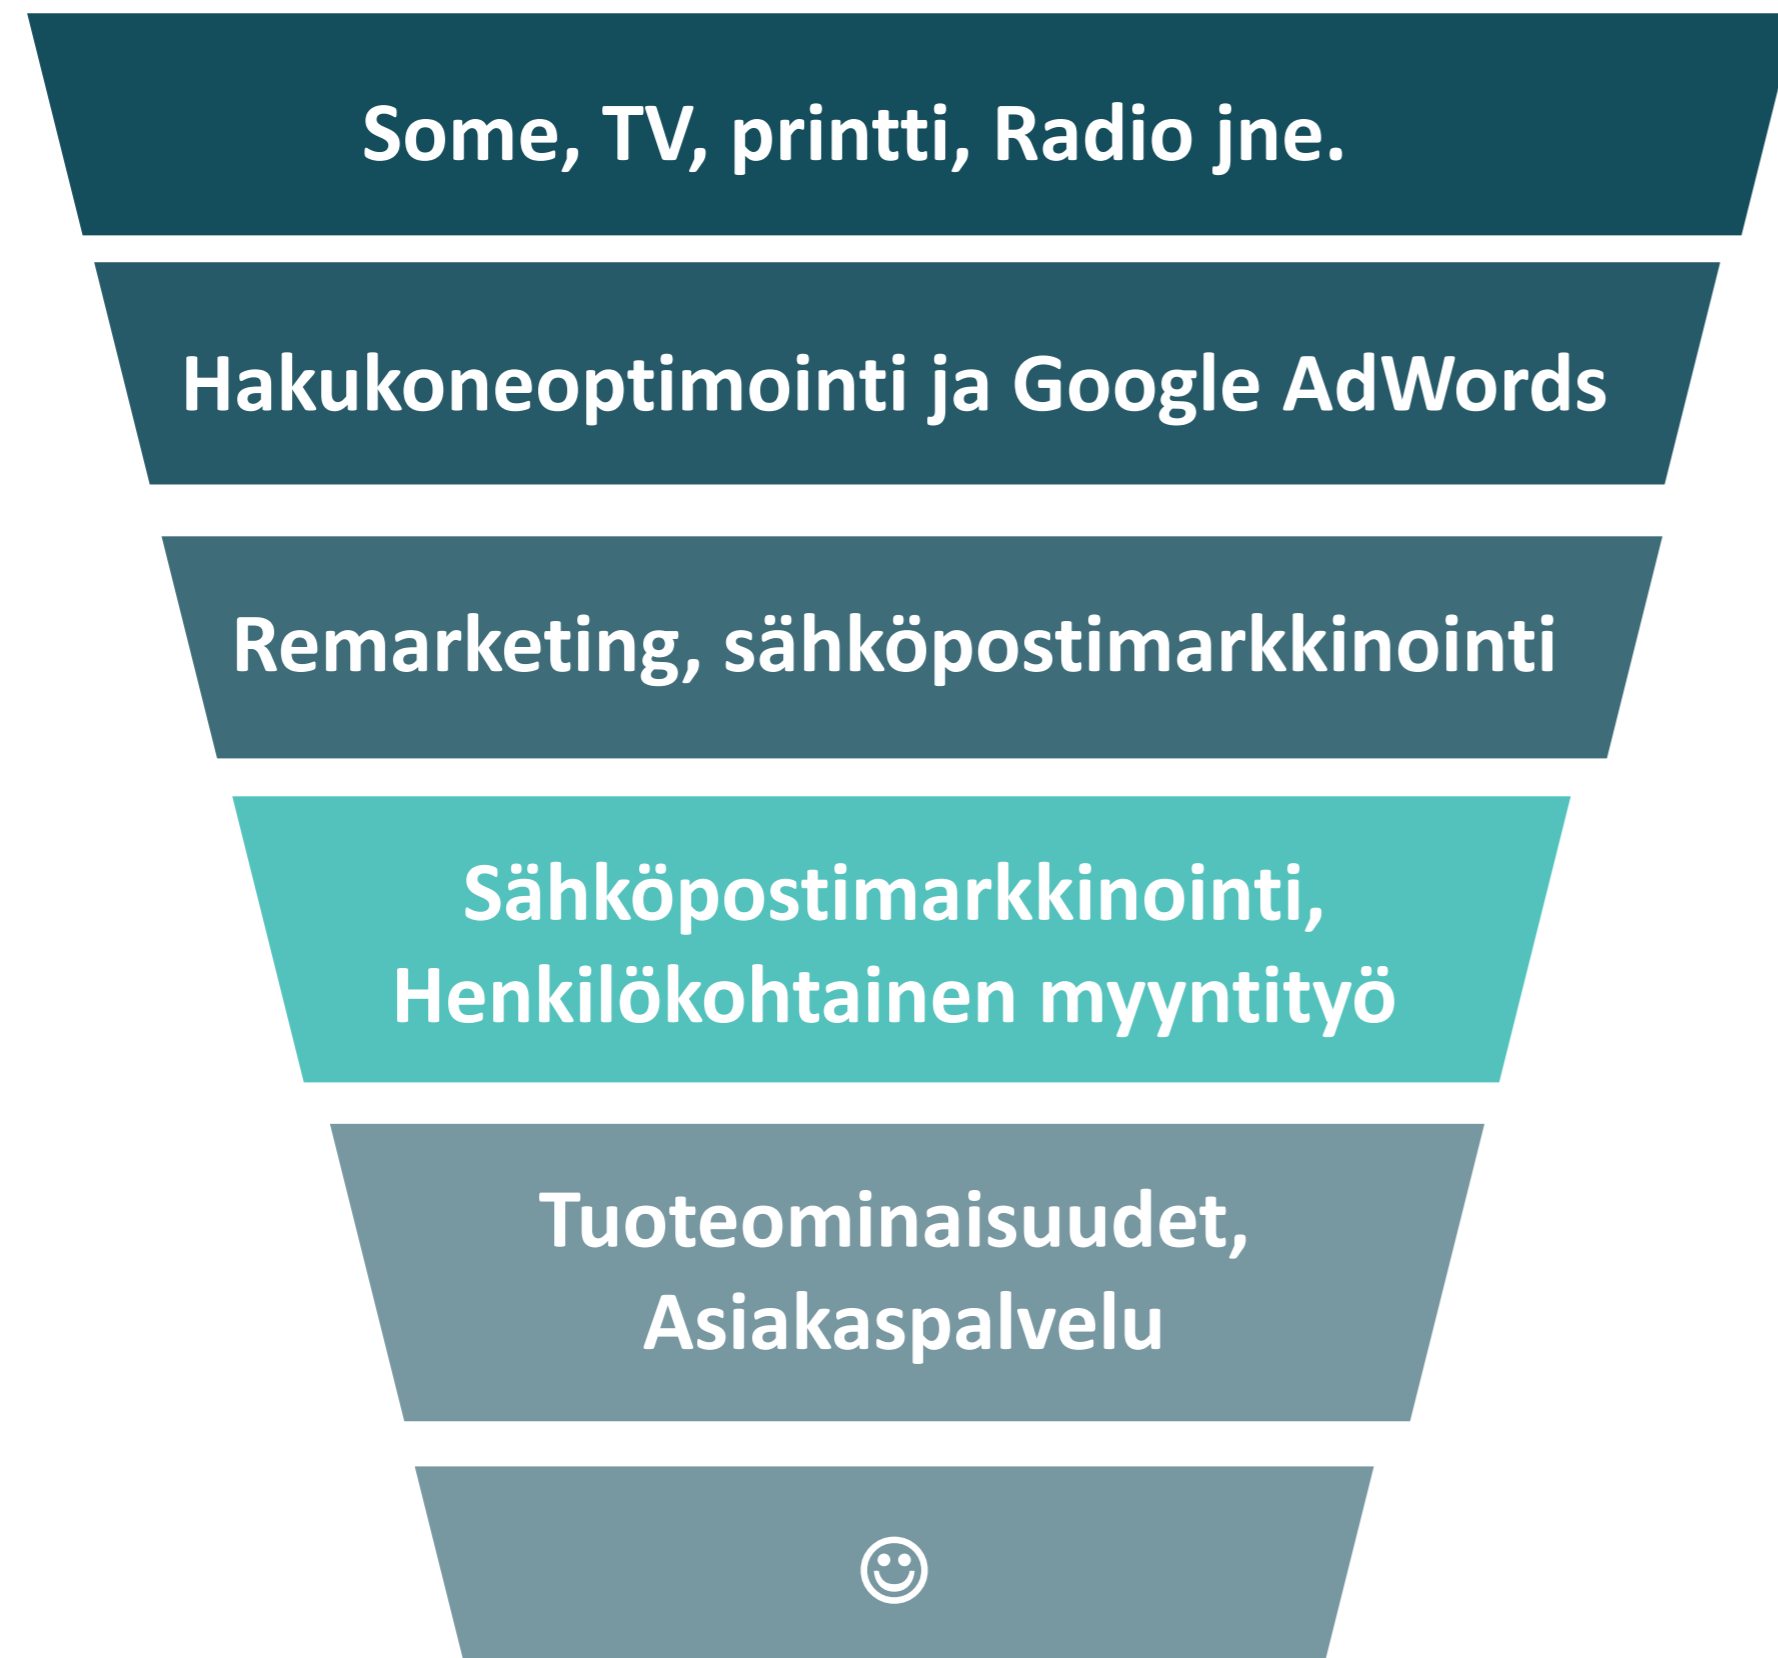 Some, TV, printti, Radio jne.
Hakukoneoptimointi ja Google AdWords
Remarketing, sähköpostimarkkinointi
Sähköpostimarkkinointi,
Henkilökohtainen myyntityö
Tuoteominaisuudet,
Asiakaspalvelu
☺